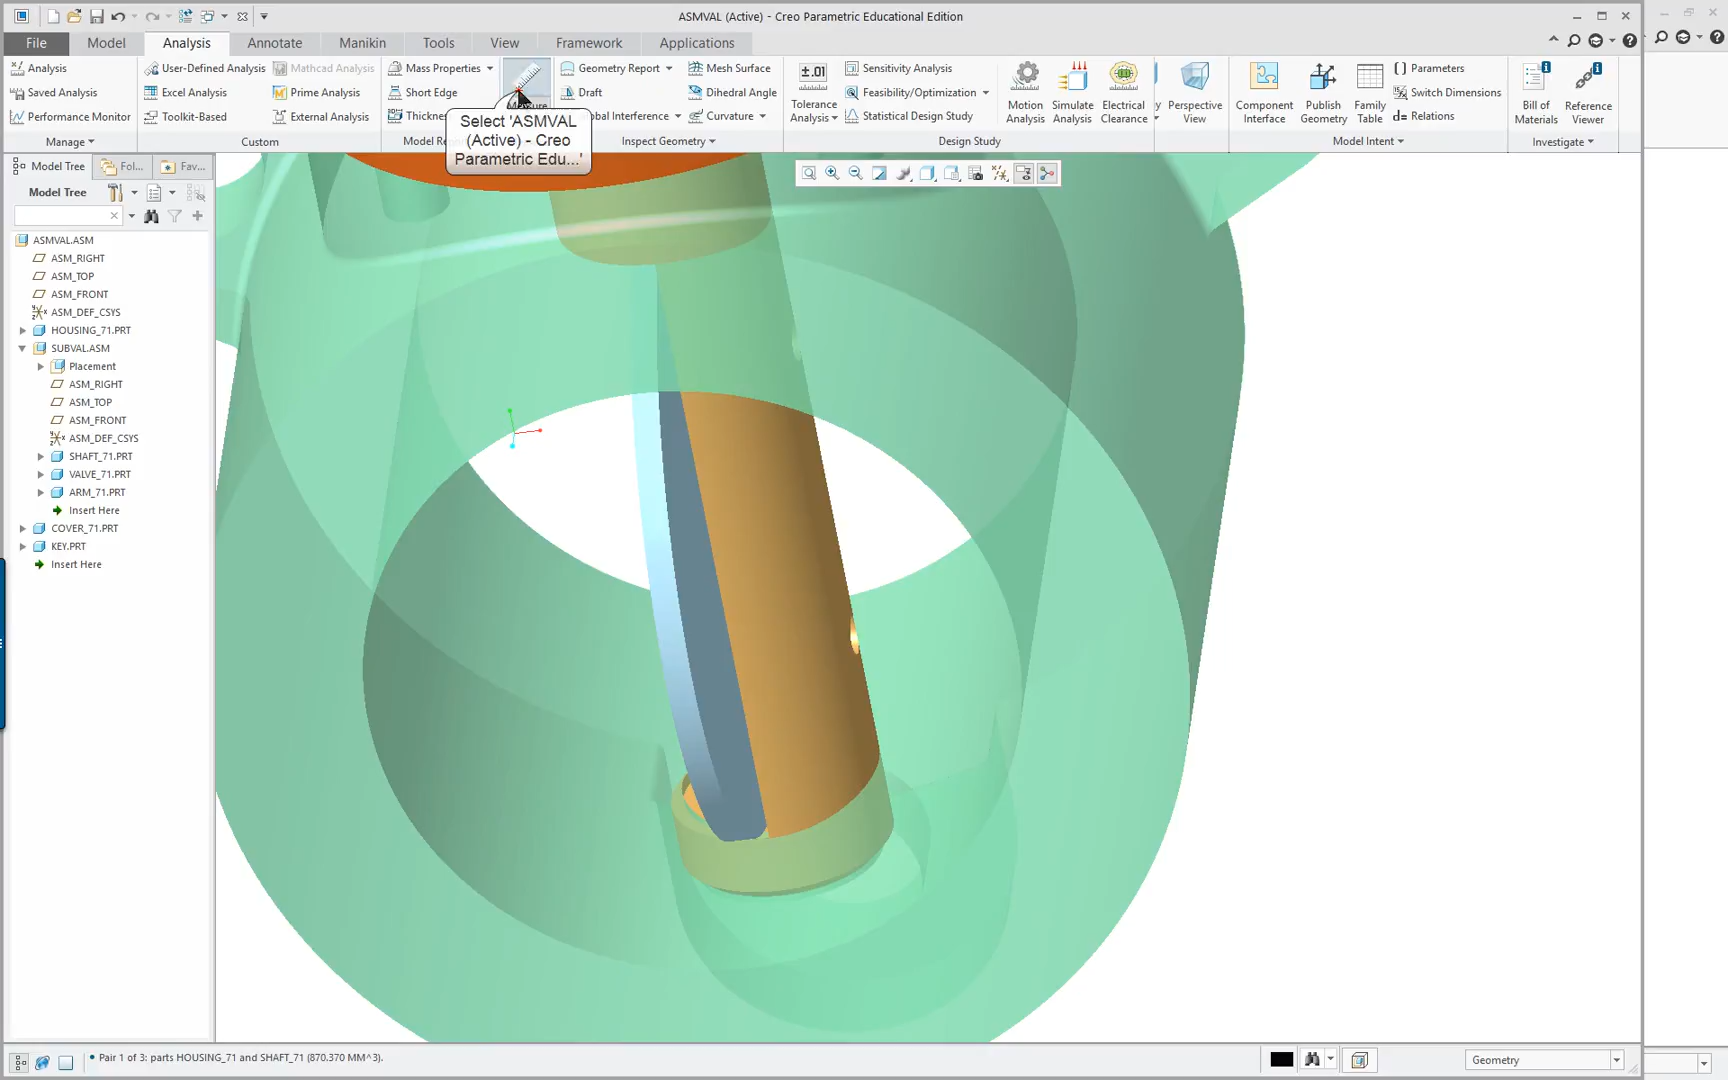 ASMVAL (Active) - Creo Parametric Educational Edition
File
Model
Analysis
Annotate
Manikin
Tools
View
Framework
Applications
Analysis
Saved Analysis
Performance Monitor
Manage
User-Defined Analysis
Excel Analysis
Toolkit-Based
Mathcad Analysis
Prime Analysis
External Analysis
Custom
Mass Properties
Short Edge
Thickness
Model Re
Measure
Select 'ASMVAL
(Active) - Creo
Parametric Edu...'
Geometry Report
Draft
lobal Interference
Mesh Surface
Dihedral Angle
Curvature
Inspect Geometry
±.01
Tolerance
Analysis
Sensitivity Analysis
Feasibility/Optimization
Statistical Design Study
Motion
Analysis
Simulate
Analysis
Electrical
Clearance
Design Study
Perspective
View
Component
Interface
Publish
Geometry
Family
Table
Parameters
Switch Dimensions
Relations
Model Intent
Bill of
Materials
Reference
Viewer
Investigate
Model Tree
Fol...
Fav...
Model Tree
ASMVAL.ASM
ASM_RIGHT
ASM_TOP
ASM_FRONT
ASM_DEF_CSYS
HOUSING_71.PRT
SUBVAL.ASM
Placement
ASM_RIGHT
ASM_TOP
ASM_FRONT
ASM_DEF_CSYS
SHAFT_71.PRT
VALVE_71.PRT
ARM_71.PRT
Insert Here
COVER_71.PRT
KEY.PRT
Insert Here
Pair 1 of 3: parts HOUSING_71 and SHAFT_71 (870.370 MM^3).
Geometry